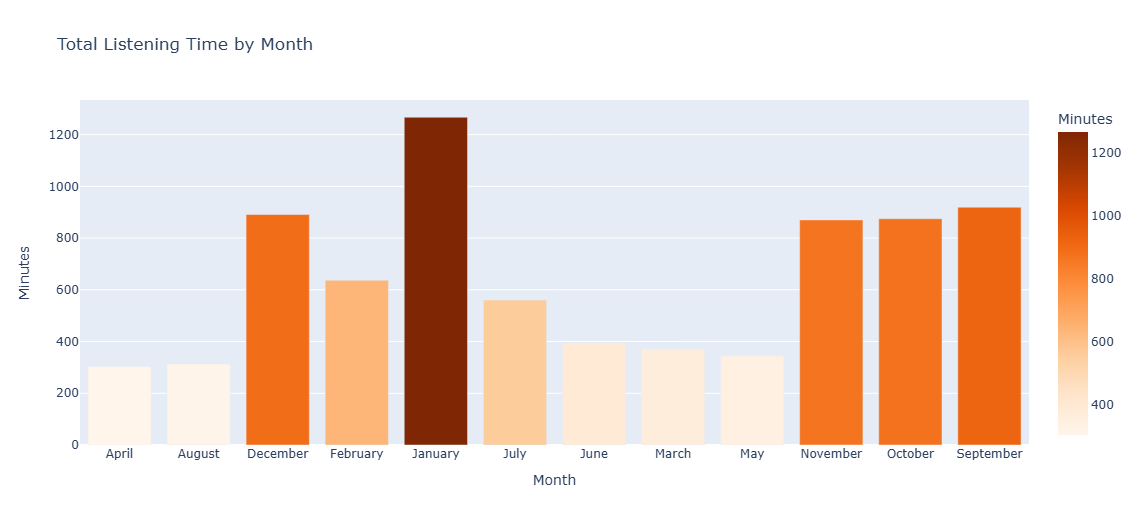 Total Listening Time by Month
Minutes
1200
1000
800
600
400
200
0
April August December February January July June March May November October September
Month
Minutes
1200
1000
800
600
400